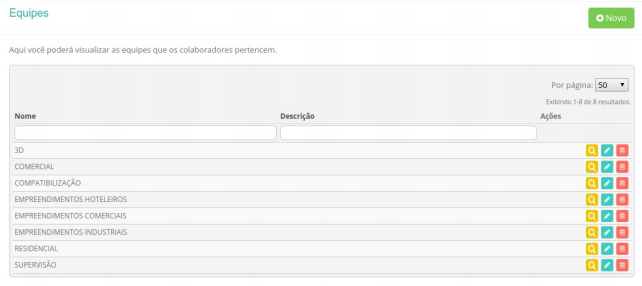 Equipes
Novo
Aqui você poderá visualizar as equipes que os colaboradores pertencem.
Por página: 50
Exibindo 1-8 de 8 resultados.
Nome Descrição Ações
3D
COMERCIAL
COMPATIBILIZAÇÃO
EMPREENDIMENTOS HOTELEIROS
EMPREENDIMENTOS COMERCIAIS
EMPREENDIMENTOS INDUSTRIAIS
RESIDENCIAL
SUPERVISÃO